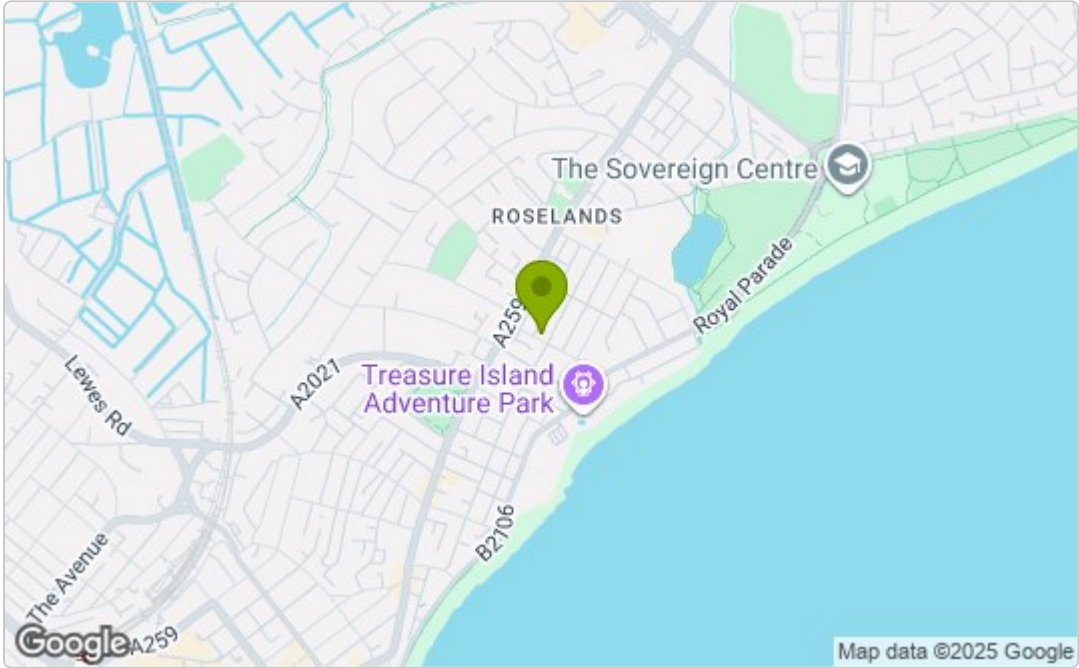 The Sovereign Centre
ROSELANDS
Royal Parade
A259
Treasure Island
Adventure Park
A2021
Lewes Rd
B2106
The Avenue
A259
Google
Map data ©2025 Google